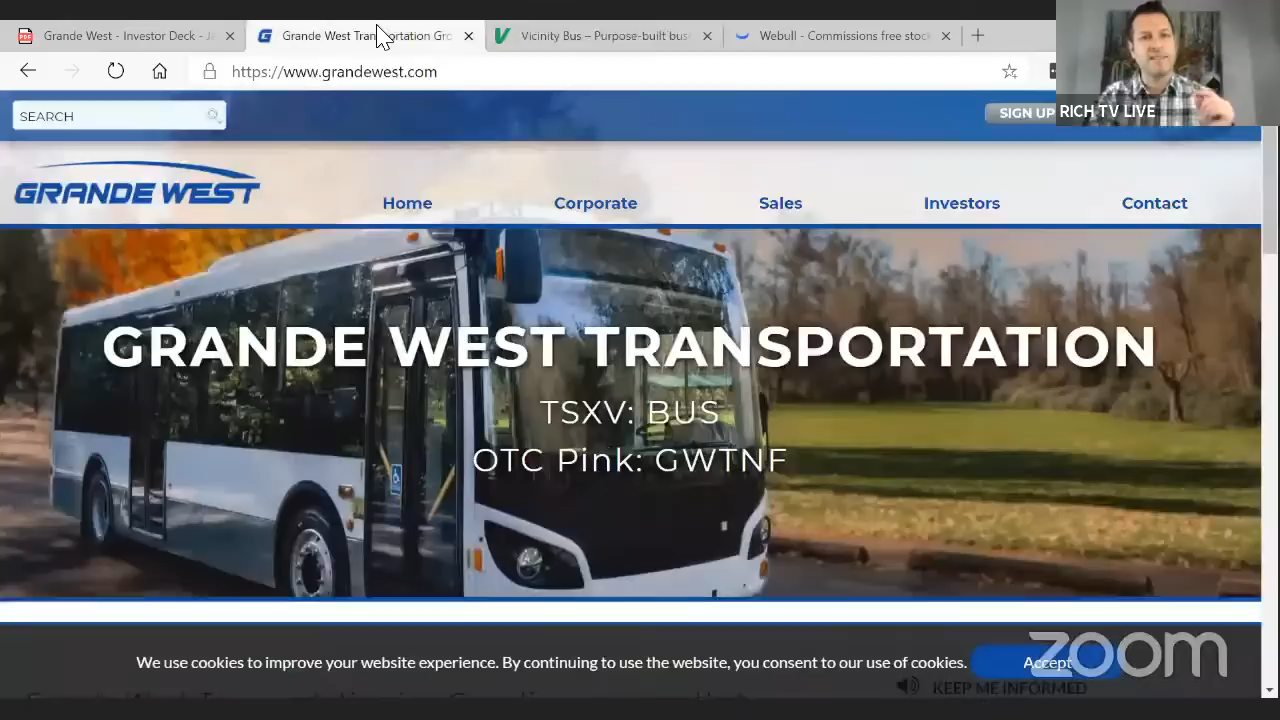 Grande West - Investor Deck - J
Grande West Transportation Gro
Vicinity Bus – Purpose-built bus
Webull - Commissions free stock
https://www.grandewest.com
SEARCH
SIGN UP
RICH TV LIVE
GRANDE WEST
Home
Corporate
Sales
Investors
Contact
GRANDE WEST TRANSPORTATION
TSXV: BUS
OTC Pink: GWTNF
We use cookies to improve your website experience. By continuing to use the website, you consent to our use of cookies.
Accept
zoom
KEEP ME INFORMED